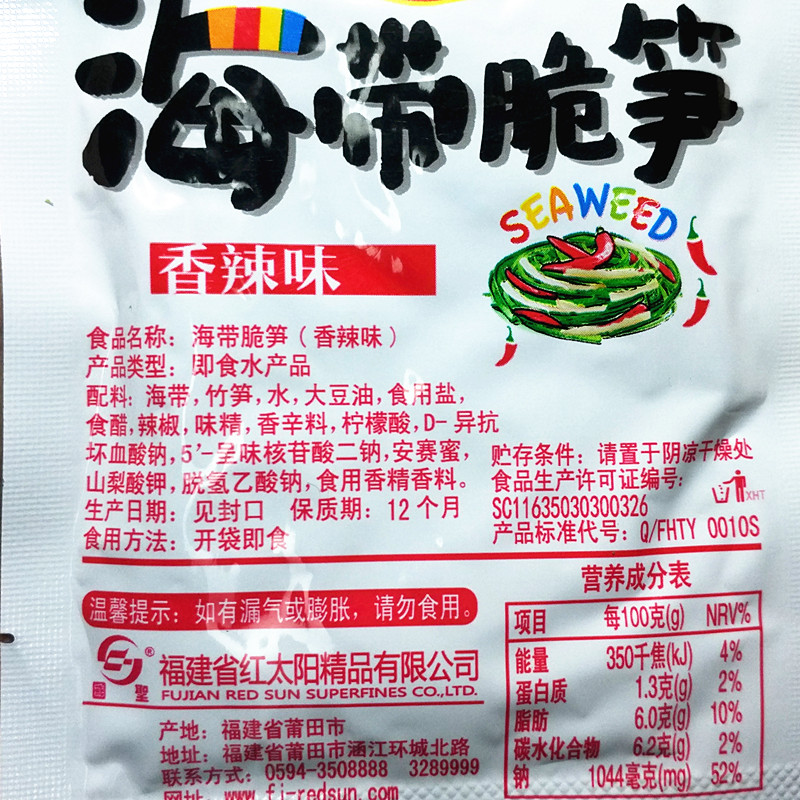 海带脆笋
SEAWEED
香辣味
食品名称：海带脆笋（香辣味）
产品类型：即食水产品
配料：海带,竹笋,水,大豆油,食用盐,
食醋,辣椒,味精,香辛料,柠檬酸,D-异抗
坏血酸钠,5′-呈味核苷酸二钠,安赛蜜,
山梨酸钾,脱氢乙酸钠,食用香精香料。
生产日期：见封口 保质期：12个月
食用方法：开袋即食
贮存条件：请置于阴凉干燥处
食品生产许可证编号：
SC11635030300326
产品标准代号：Q/FHTY 0010S
XHT
温馨提示：如有漏气或膨胀，请勿食用。
国圣
®
福建省红太阳精品有限公司
FUJIAN RED SUN SUPERFINES CO.,LTD.
产地：福建省莆田市
地址：福建省莆田市涵江环城北路
联系方式：0594-3508888 3289999
网址：www.fj-redsun.com
营养成分表
项目 每100克(g) NRV%
能量 350千焦(kJ) 4%
蛋白质 1.3克(g) 2%
脂肪 6.0克(g) 10%
碳水化合物 6.2克(g) 2%
钠 1044毫克(mg) 52%